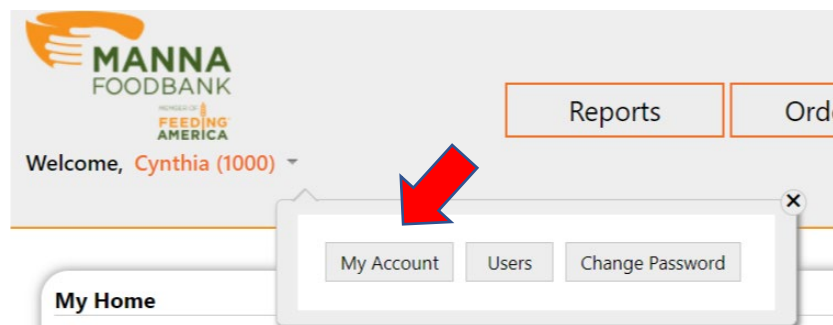 MANNA
FOODBANK
MEMBER OF
FEEDING
AMERICA
Reports
Orde
Welcome, Cynthia (1000)
My Account Users Change Password
My Home